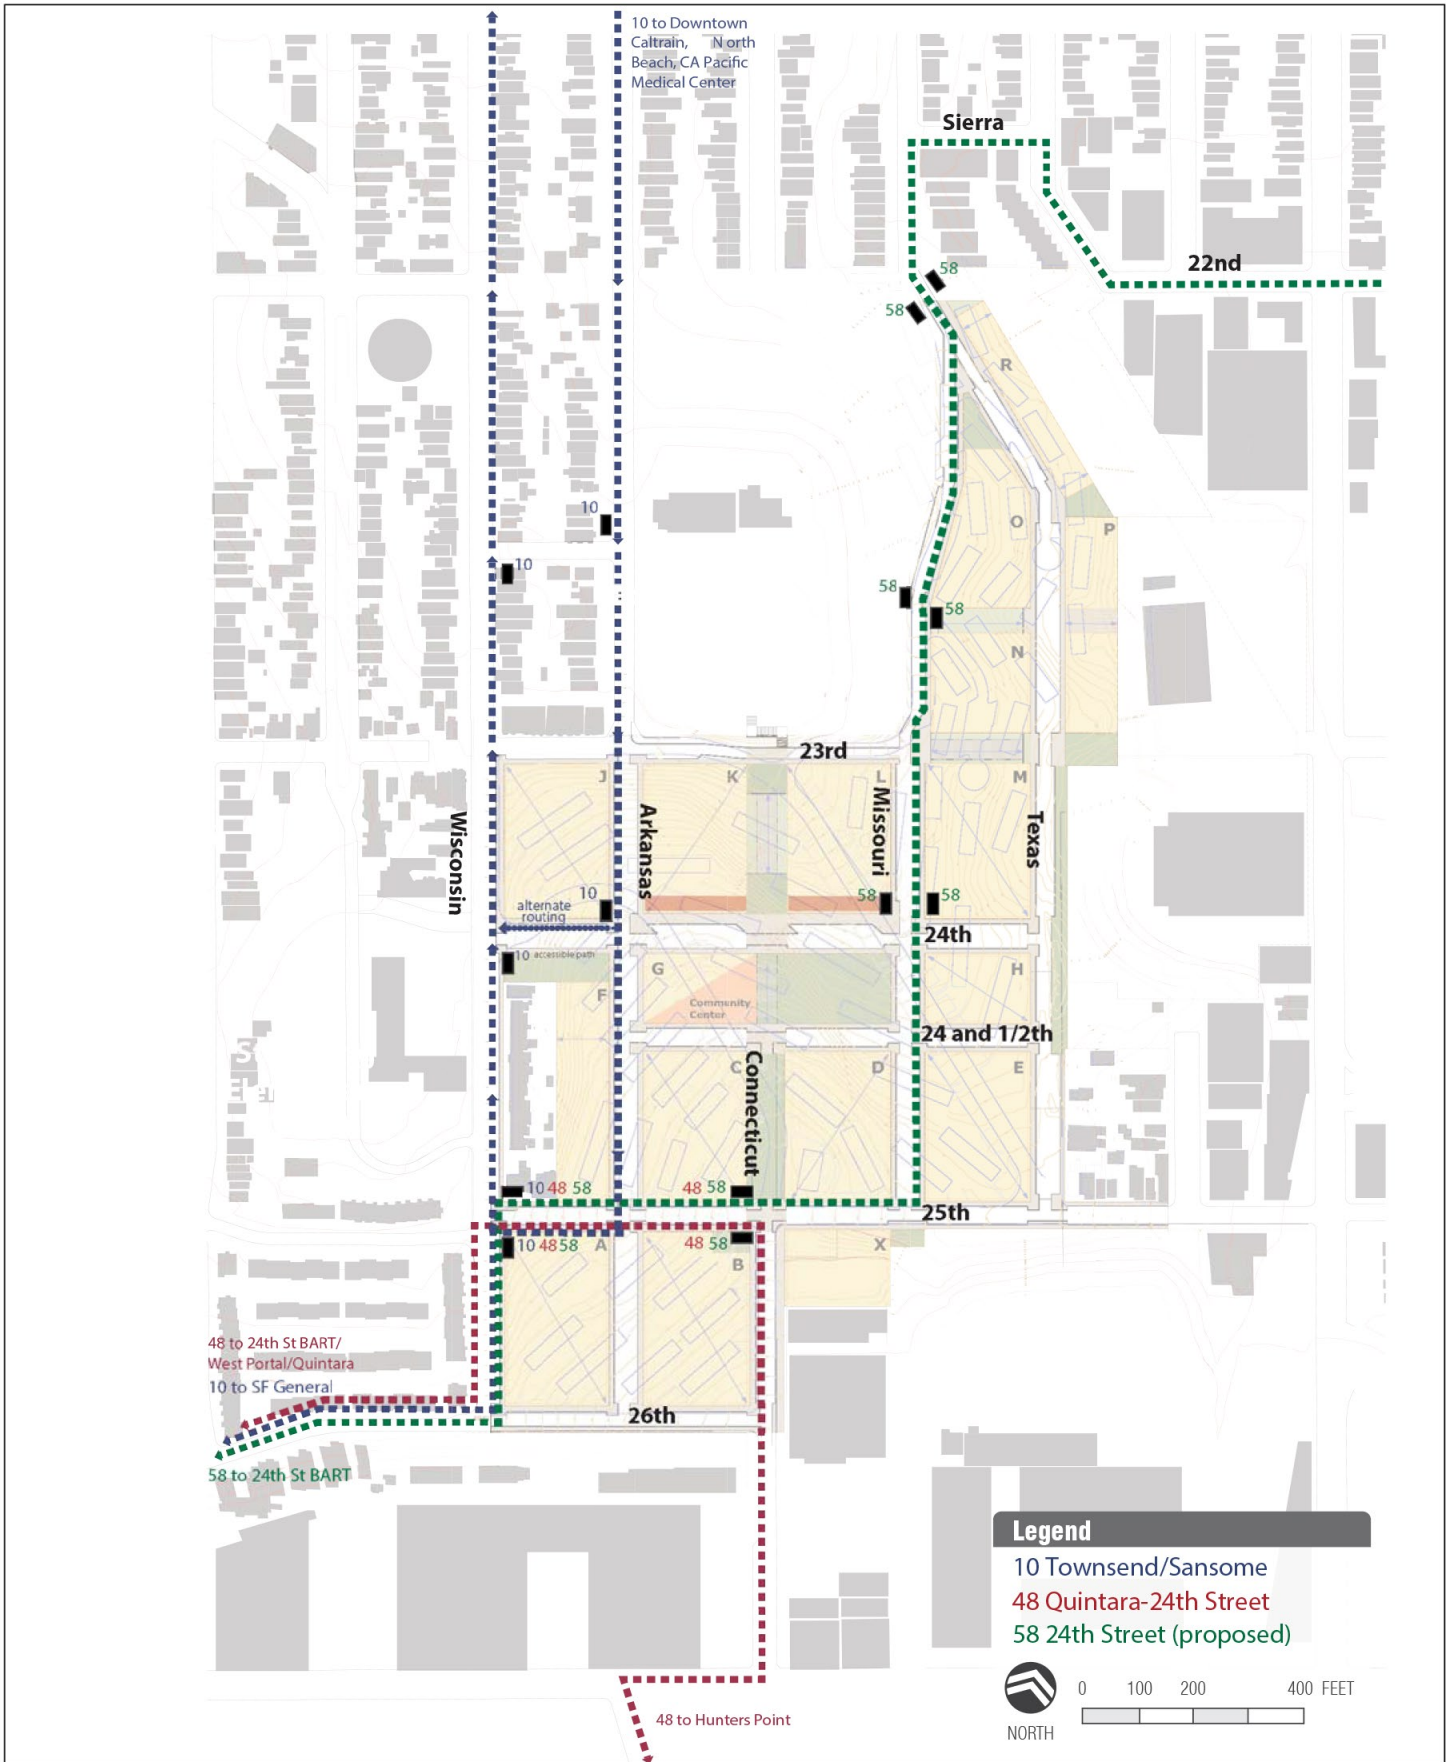 10 to Downtown
Caltrain, North
Beach, CA Pacific
Medical Center
Sierra
22nd
58
58
R
10
O
P
10
58
58
N
23rd
J
K
L
M
Wisconsin
Arkansas
Missouri
Texas
10
58
58
alternate
routing
24th
10 accessible path
G
H
F
Community
Center
24 and 1/2th
C
D
E
Connecticut
10 48 58
48 58
25th
10 48 58
A
48 58
X
B
48 to 24th St BART/
West Portal/Quintara
10 to SF General
26th
58 to 24th St BART
Legend
10 Townsend/Sansome
48 Quintara-24th Street
58 24th Street (proposed)
0 100 200 400 FEET
NORTH
48 to Hunters Point